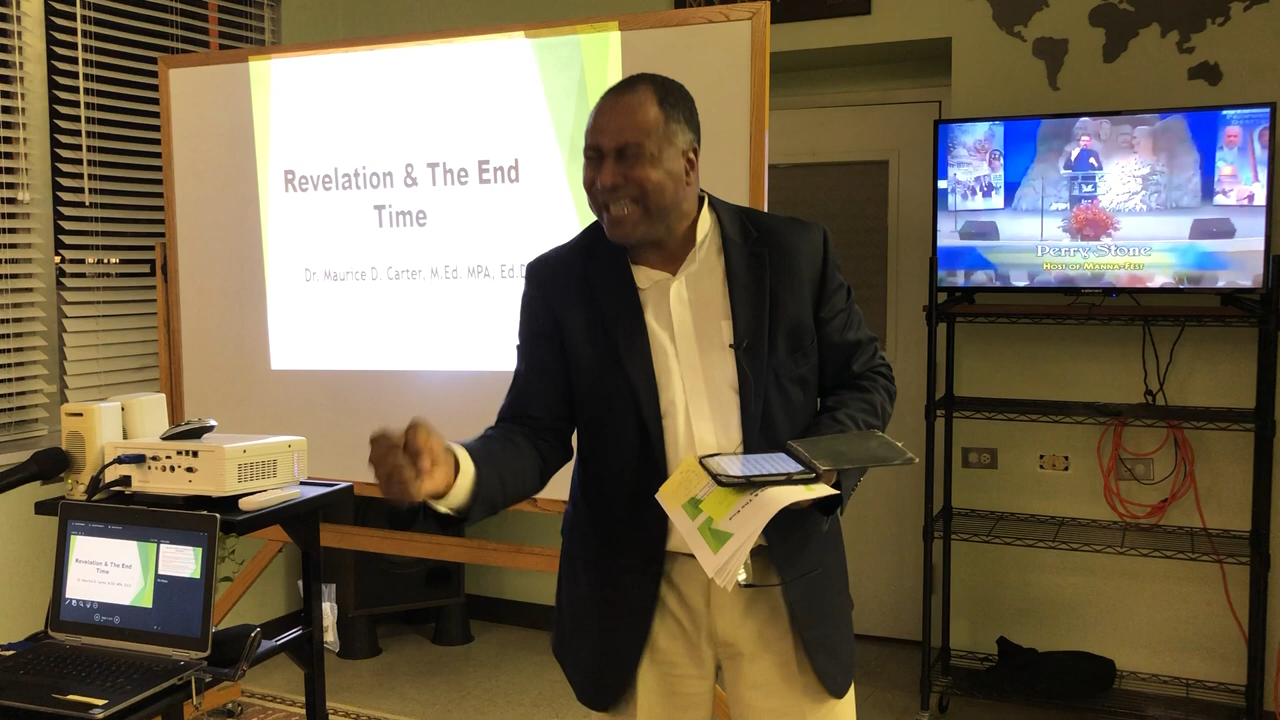 Revelation & The End
Time
Dr. Maurice D. Carter, M.Ed. MPA, Ed.D
Perry Stone
Host of Manna-Fest
Revelation & The End
Time